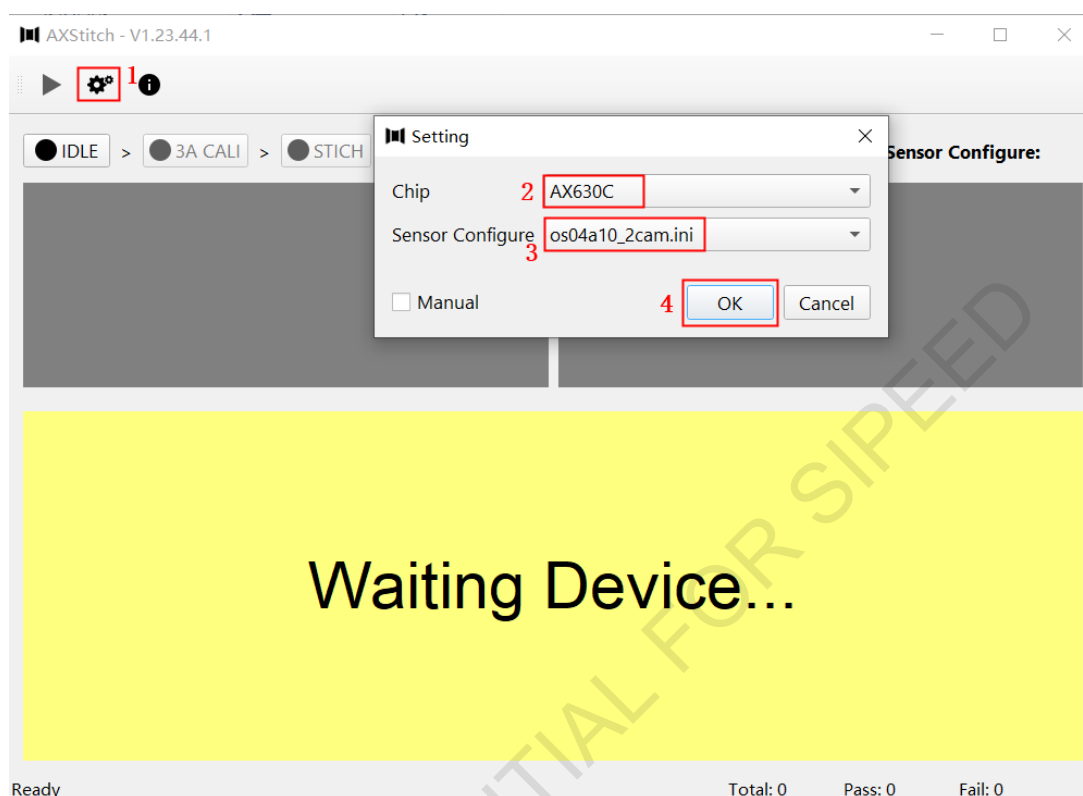 AXStitch - V1.23.44.1
1
IDLE > 3A CALI > STICH
Sensor Configure:
Setting
Chip 2 AX630C
Sensor Configure os04a10_2cam.ini
3
Manual 4 OK Cancel
Waiting Device...
Ready Total: 0 Pass: 0 Fail: 0
NTIAL FOR SIPEED